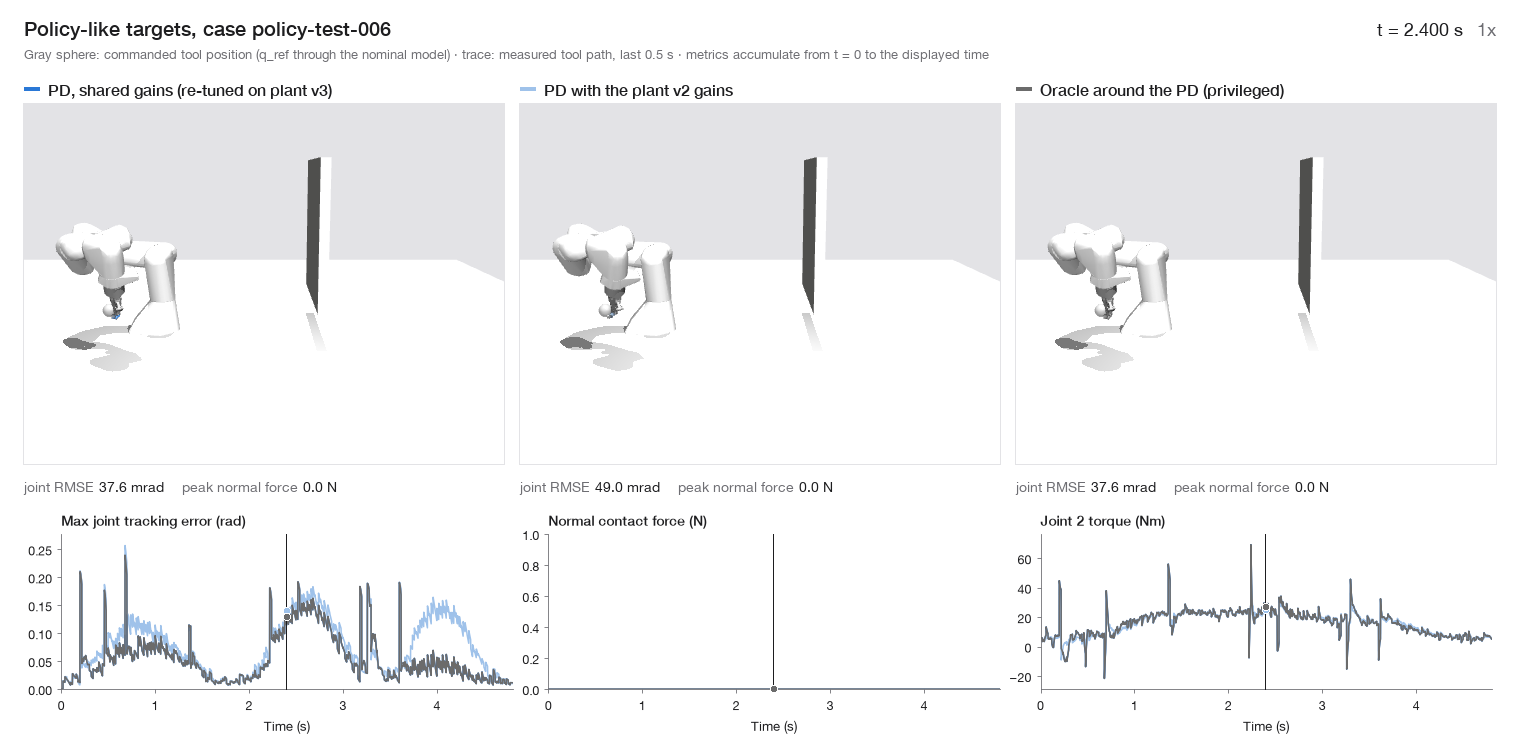 Policy-like targets, case policy-test-006
t = 2.400 s 1x
Gray sphere: commanded tool position (q_ref through the nominal model) · trace: measured tool path, last 0.5 s · metrics accumulate from t = 0 to the displayed time
PD, shared gains (re-tuned on plant v3)
PD with the plant v2 gains
Oracle around the PD (privileged)
joint RMSE 37.6 mrad peak normal force 0.0 N
joint RMSE 49.0 mrad peak normal force 0.0 N
joint RMSE 37.6 mrad peak normal force 0.0 N
Max joint tracking error (rad)
0.25
0.20
0.15
0.10
0.05
0.00
0 1 2 3 4
Time (s)
Normal contact force (N)
1.0
0.8
0.6
0.4
0.2
0.0
0 1 2 3 4
Time (s)
Joint 2 torque (Nm)
60
40
20
0
−20
0 1 2 3 4
Time (s)